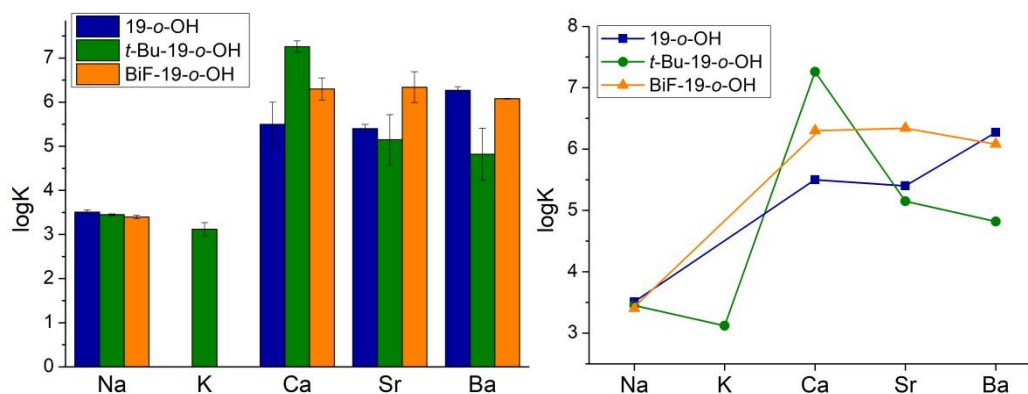 19-o-OH
t-Bu-19-o-OH
BiF-19-o-OH
logK
7
6
5
4
3
2
1
0
Na K Ca Sr Ba
19-o-OH
t-Bu-19-o-OH
BiF-19-o-OH
logK
8
7
6
5
4
3
Na K Ca Sr Ba